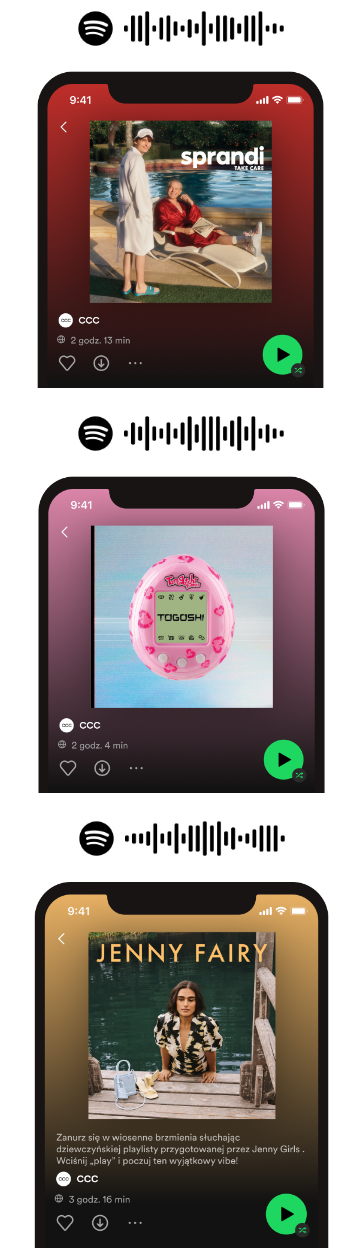 9:41
sprandi
TAKE CARE
CCC
CCC
2 godz. 13 min
9:41
TOGOSHI
CCC
CCC
2 godz. 4 min
9:41
JENNY FAIRY
Zanurz się w wiosenne brzmienia słuchając
dziewczyńskiej playlisty przygotowanej przez Jenny Girls .
Wciśnij „play” i poczuj ten wyjątkowy vibe!
CCC
CCC
3 godz. 16 min